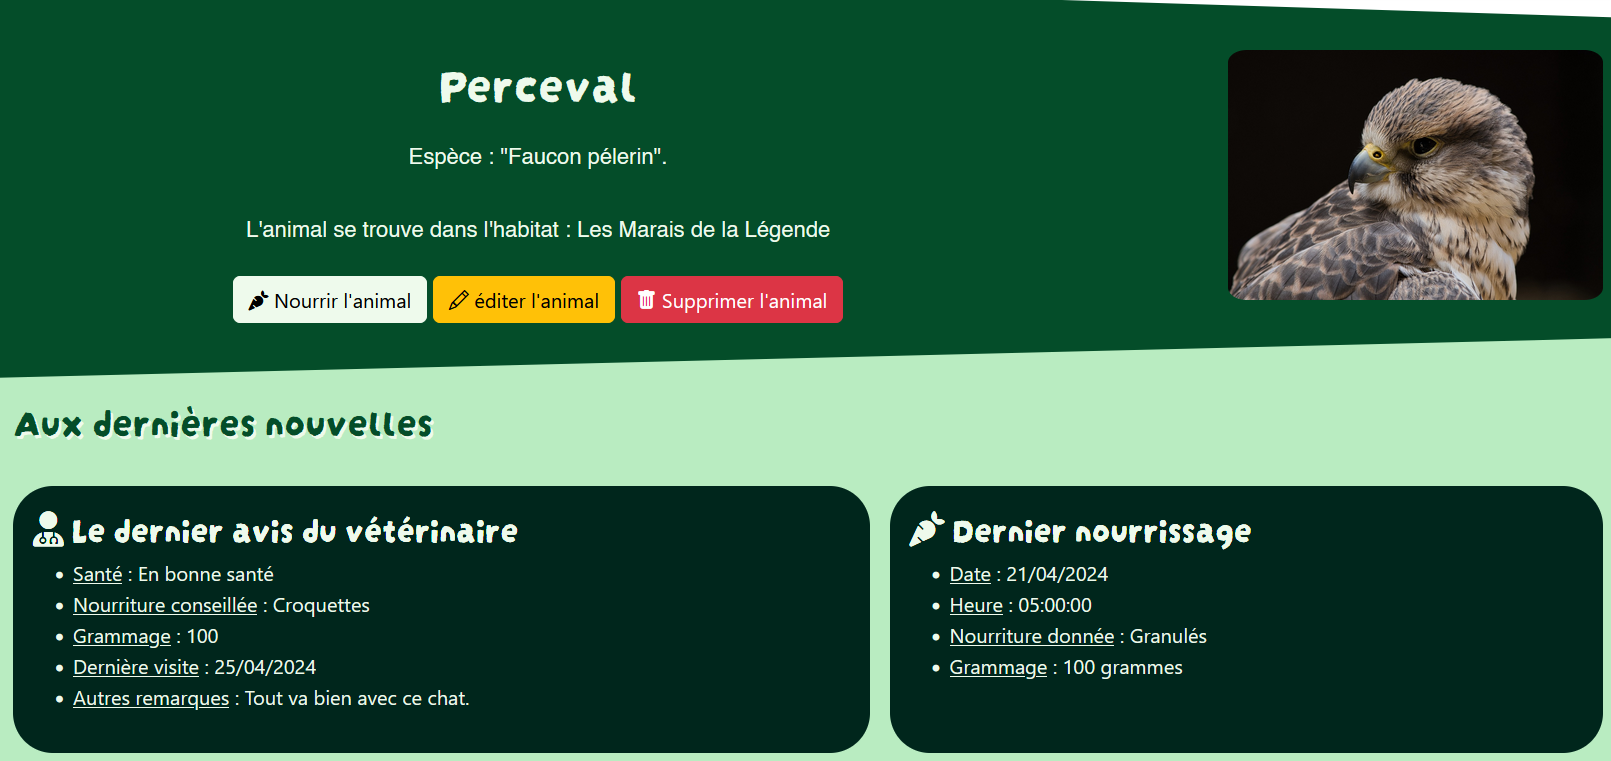 Perceval
Espèce : "Faucon pélerin".
L'animal se trouve dans l'habitat : Les Marais de la Légende
Nourrir l'animal
éditer l'animal
Supprimer l'animal
Aux dernières nouvelles
Le dernier avis du vétérinaire
Santé : En bonne santé
Nourriture conseillée : Croquettes
Grammage : 100
Dernière visite : 25/04/2024
Autres remarques : Tout va bien avec ce chat.
Dernier nourrissage
Date : 21/04/2024
Heure : 05:00:00
Nourriture donnée : Granulés
Grammage : 100 grammes